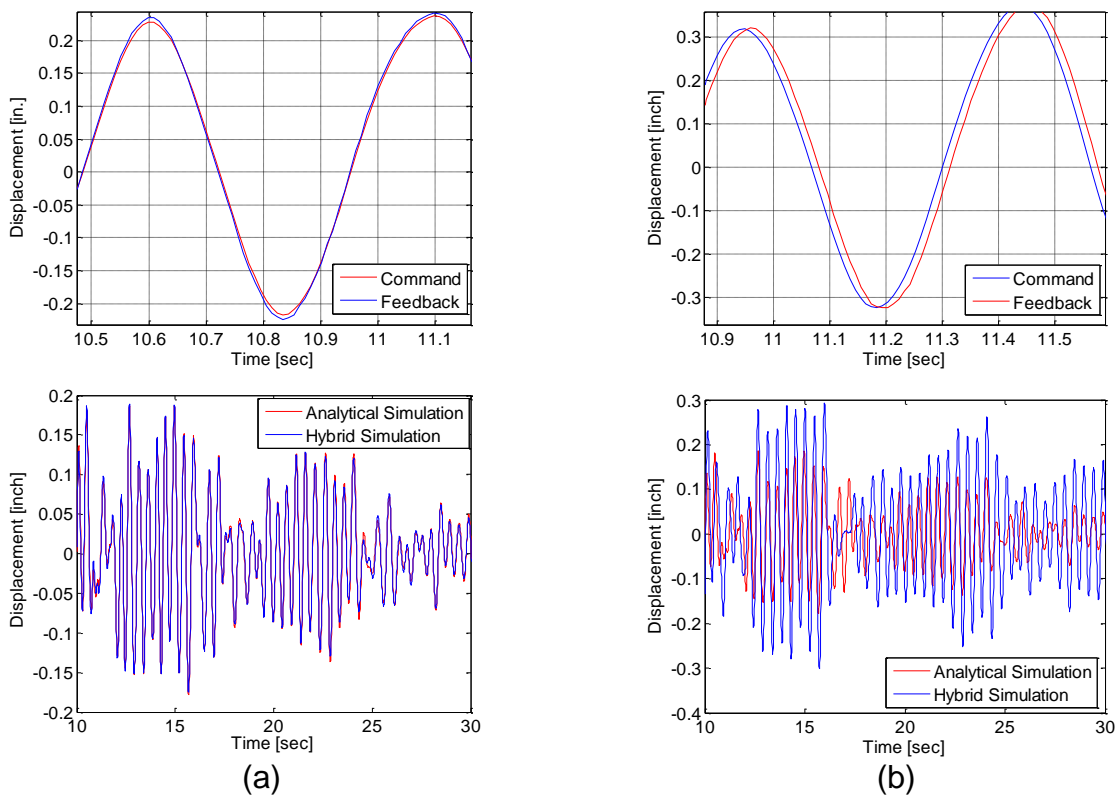 0.2
0.15
0.1
0.05
0
-0.05
-0.1
-0.15
-0.2
Displacement [in.]
Command
Feedback
10.5 10.6 10.7 10.8 10.9 11 11.1
Time [sec]
0.3
0.2
0.1
0
-0.1
-0.2
-0.3
Displacement [inch]
Command
Feedback
10.9 11 11.1 11.2 11.3 11.4 11.5
Time [sec]
0.2
0.15
0.1
0.05
0
-0.05
-0.1
-0.15
-0.2
Displacement [inch]
Analytical Simulation
Hybrid Simulation
10 15 20 25 30
Time [sec]
(a)
0.3
0.2
0.1
0
-0.1
-0.2
-0.3
-0.4
Displacement [inch]
Analytical Simulation
Hybrid Simulation
10 15 20 25 30
Time [sec]
(b)